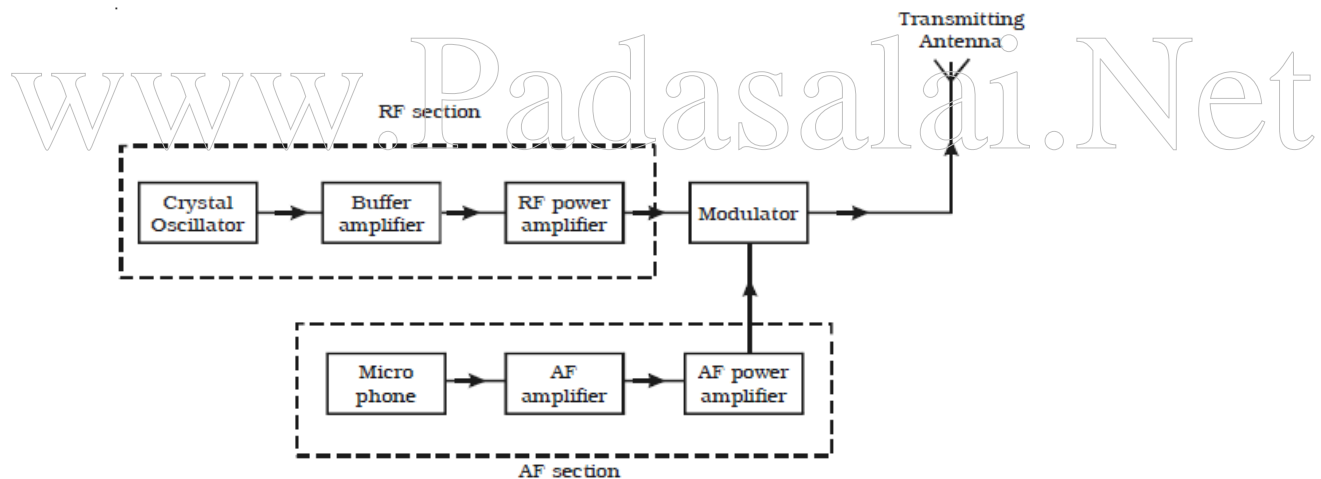 Transmitting
Antenna
www.Padasalai.Net
RF section
Crystal
Oscillator
Buffer
amplifier
RF power
amplifier
Modulator
Micro
phone
AF
amplifier
AF power
amplifier
AF section